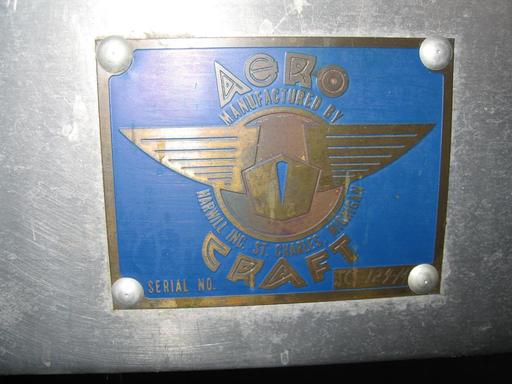 AERO
MANUFACTURED BY
HARWILL INC. ST. CHARLES, MICHIGAN
CRAFT
SERIAL NO.